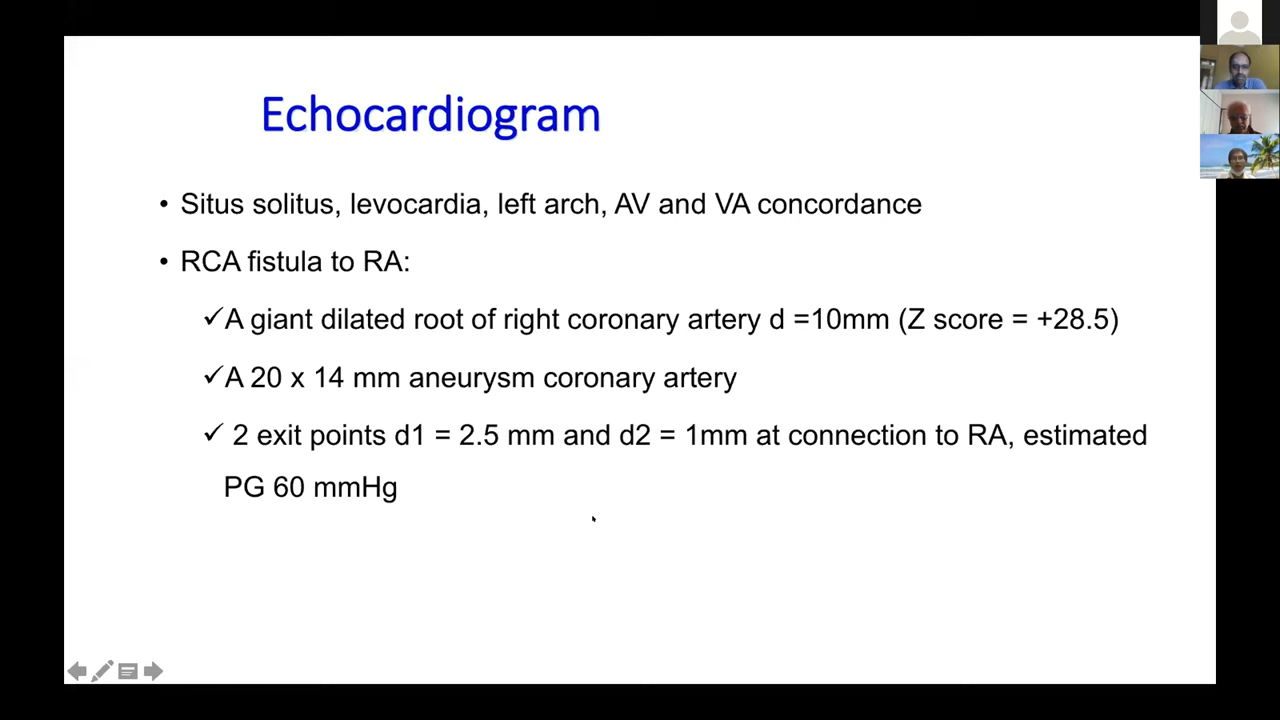 Echocardiogram
• Situs solitus, levocardia, left arch, AV and VA concordance
• RCA fistula to RA:
✓A giant dilated root of right coronary artery d =10mm (Z score = +28.5)
✓A 20 x 14 mm aneurysm coronary artery
✓ 2 exit points d1 = 2.5 mm and d2 = 1mm at connection to RA, estimated
PG 60 mmHg